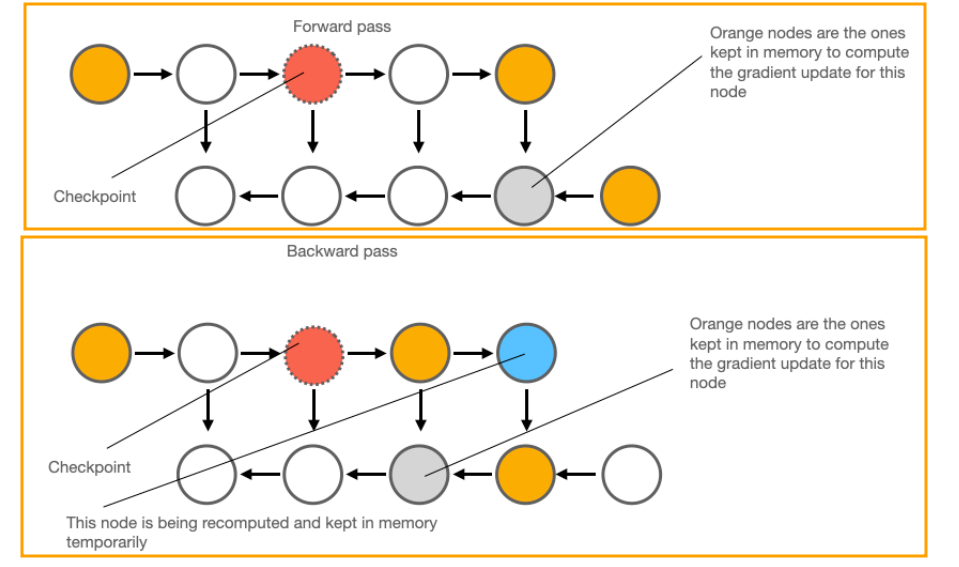 Forward pass
Orange nodes are the ones
kept in memory to compute
the gradient update for this
node
Checkpoint
Backward pass
Orange nodes are the ones
kept in memory to compute
the gradient update for this
node
Checkpoint
This node is being recomputed and kept in memory
temporarily